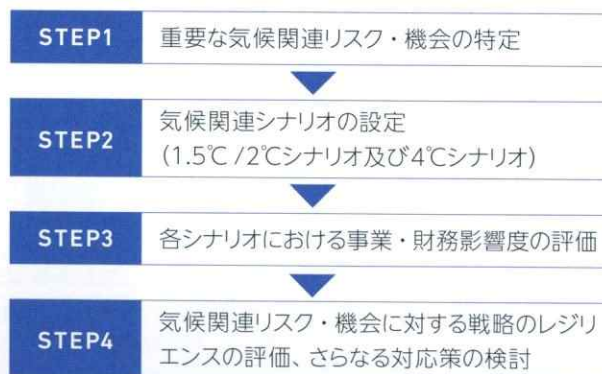 STEP1
重要な気候関連リスク・機会の特定
STEP2
気候関連シナリオの設定
(1.5℃/2℃シナリオ及び4℃シナリオ)
STEP3
各シナリオにおける事業・財務影響度の評価
STEP4
気候関連リスク・機会に対する戦略のレジリ
エンスの評価、さらなる対応策の検討